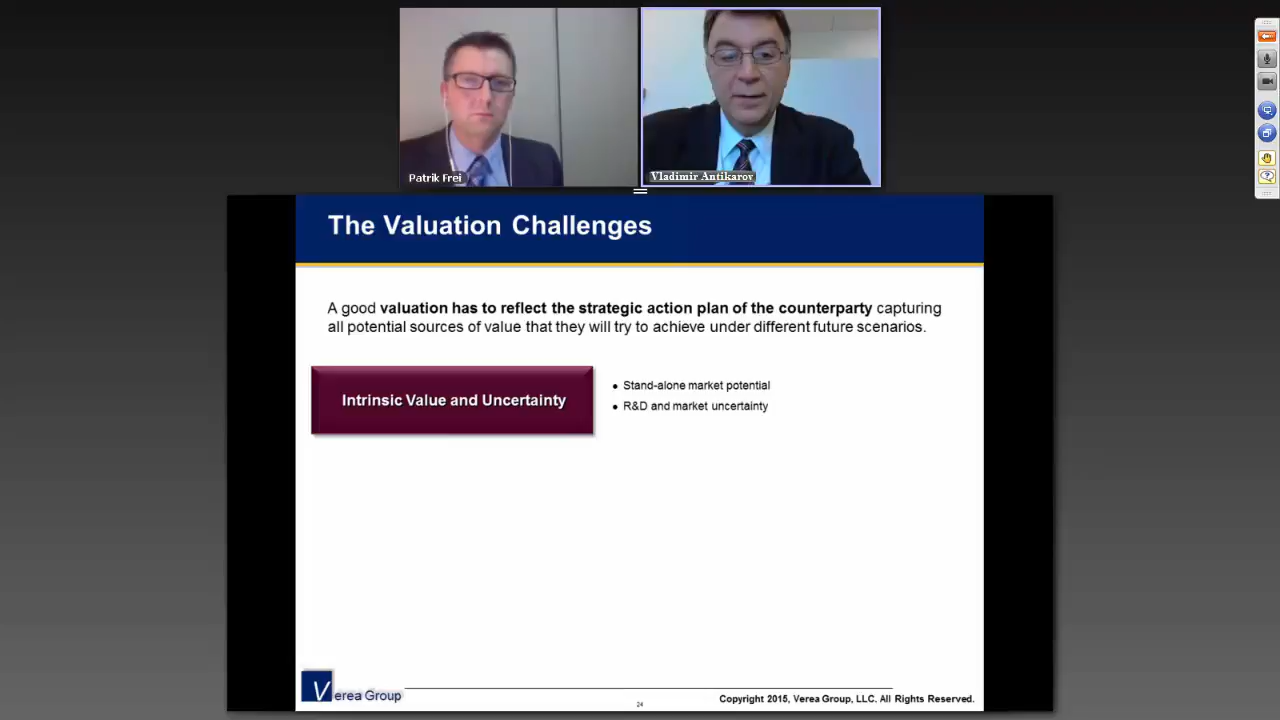 Patrik Frei
Vladimir Antikarov
The Valuation Challenges
A good valuation has to reflect the strategic action plan of the counterparty capturing
all potential sources of value that they will try to achieve under different future scenarios.
Intrinsic Value and Uncertainty
• Stand-alone market potential
• R&D and market uncertainty
Verea Group
24
Copyright 2015, Verea Group, LLC. All Rights Reserved.